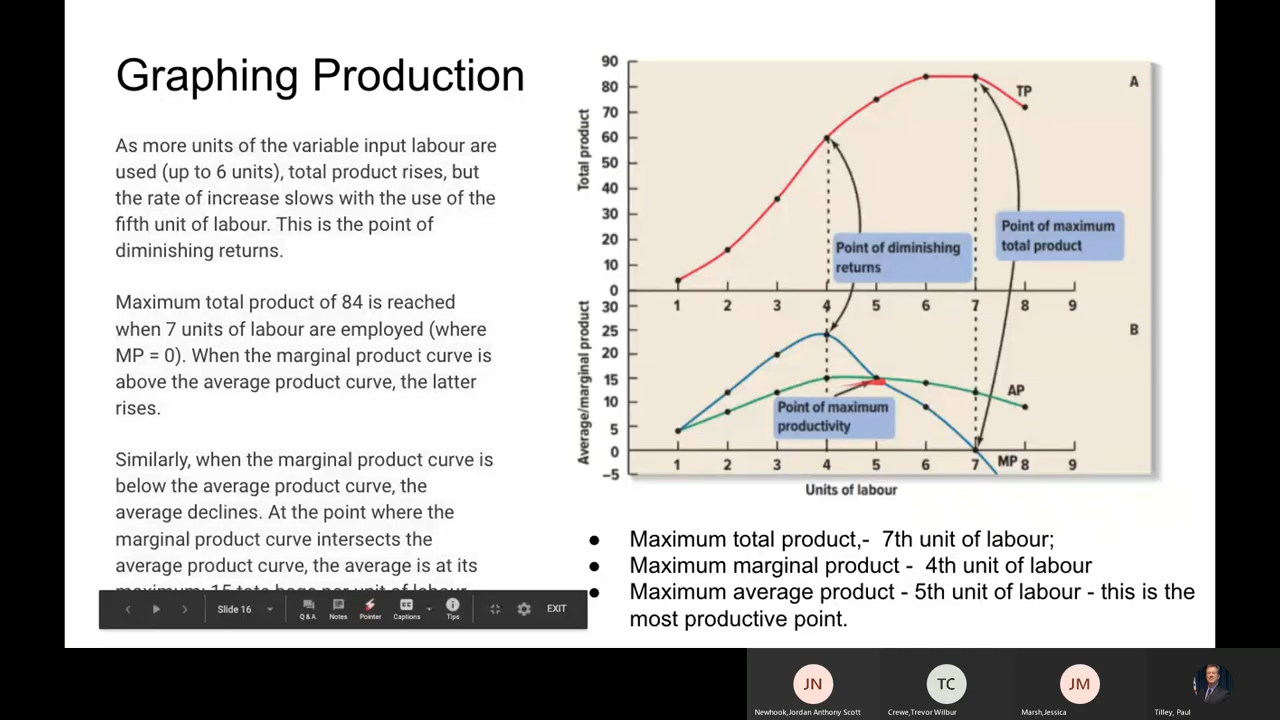 Graphing Production
As more units of the variable input labour are
used (up to 6 units), total product rises, but
the rate of increase slows with the use of the
fifth unit of labour. This is the point of
diminishing returns.
Maximum total product of 84 is reached
when 7 units of labour are employed (where
MP = 0). When the marginal product curve is
above the average product curve, the latter
rises.
Similarly, when the marginal product curve is
below the average product curve, the
average declines. At the point where the
marginal product curve intersects the
average product curve, the average is at its
maximum: 15 tote bags per unit of labour
Slide 16
Q & A
Notes
Pointer
Captions
Tips
EXIT
Total product
90
80
70
60
50
40
30
20
10
0
A
TP
Point of diminishing
returns
Point of maximum
total product
1 2 3 4 5 6 7 8 9
Average/marginal product
30
25
20
15
10
5
0
–5
B
AP
Point of maximum
productivity
MP
1 2 3 4 5 6 7 8 9
Units of labour
● Maximum total product,- 7th unit of labour;
● Maximum marginal product - 4th unit of labour
● Maximum average product - 5th unit of labour - this is the
most productive point.
JN
TC
JM
Newhook,Jordan Anthony Scott
Crewe,Trevor Wilbur
Marsh,Jessica
Tilley, Paul